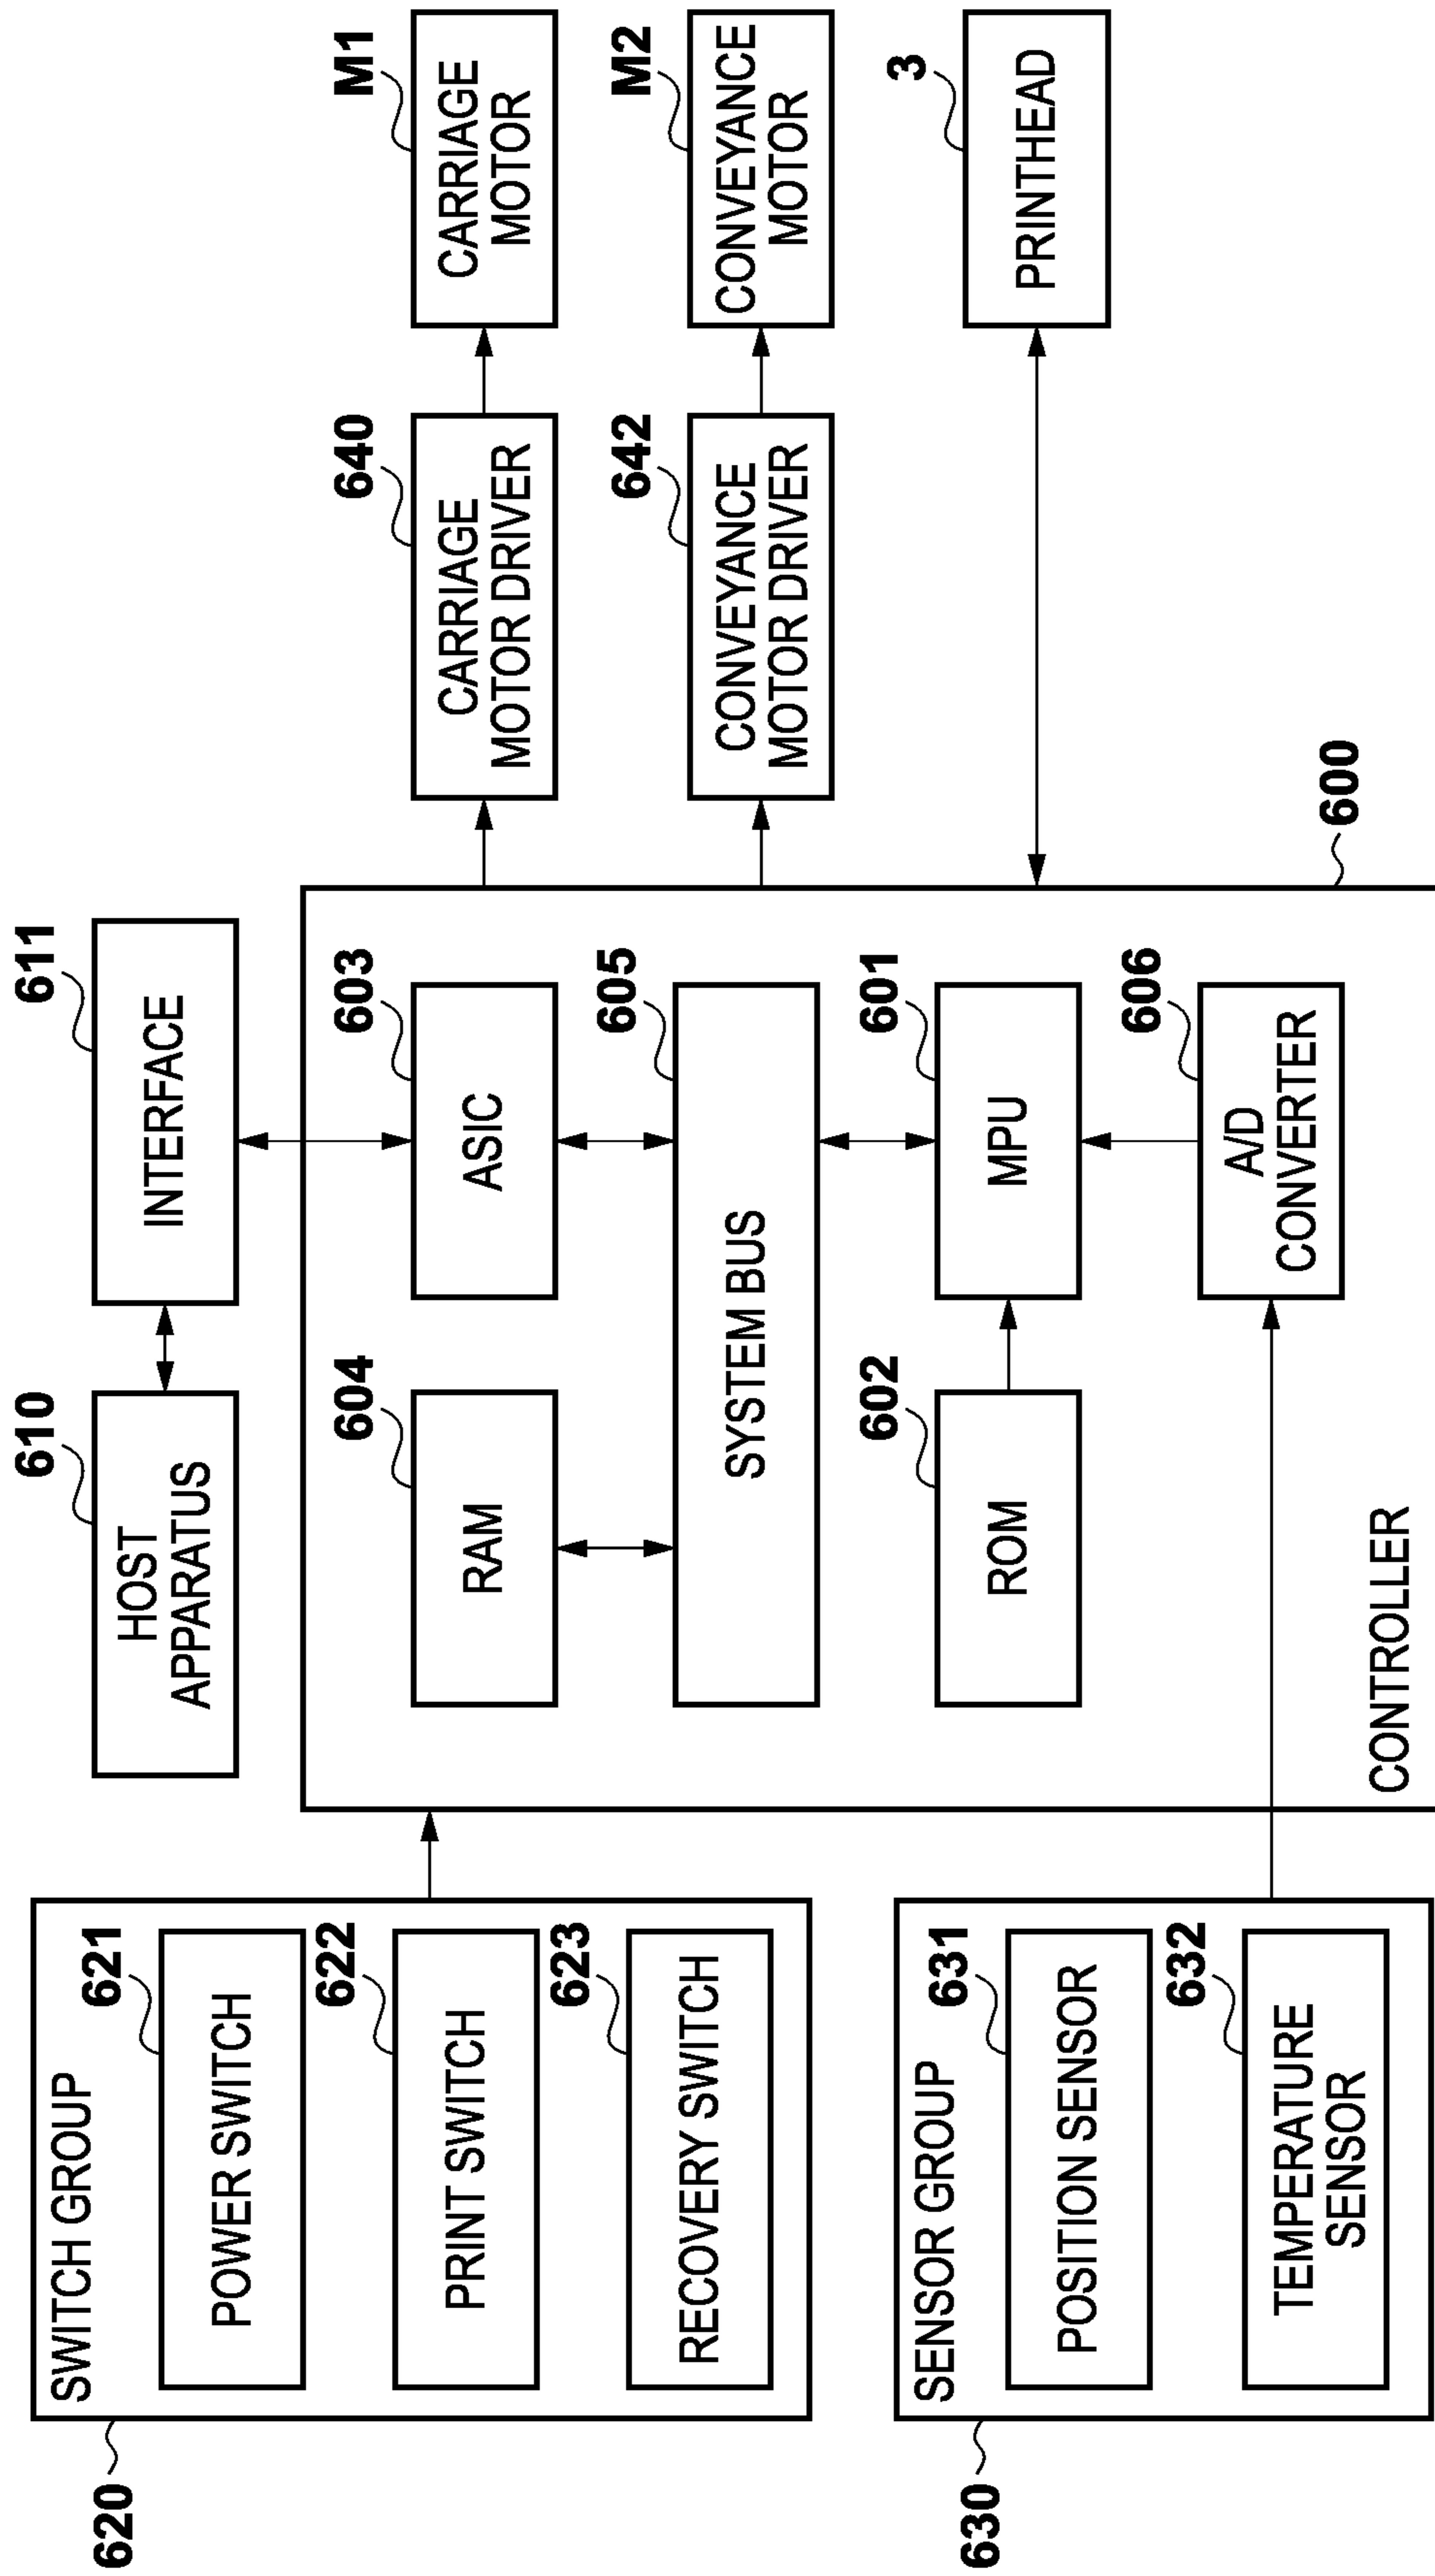 610
611
HOST
APPARATUS
INTERFACE
620
SWITCH GROUP
621
POWER SWITCH
622
PRINT SWITCH
623
RECOVERY SWITCH
604
RAM
603
ASIC
605
SYSTEM BUS
602
ROM
601
MPU
606
A/D
CONVERTER
CONTROLLER
600
640
CARRIAGE
MOTOR DRIVER
M1
CARRIAGE
MOTOR
642
CONVEYANCE
MOTOR DRIVER
M2
CONVEYANCE
MOTOR
3
PRINTHEAD
630
SENSOR GROUP
631
POSITION SENSOR
632
TEMPERATURE
SENSOR